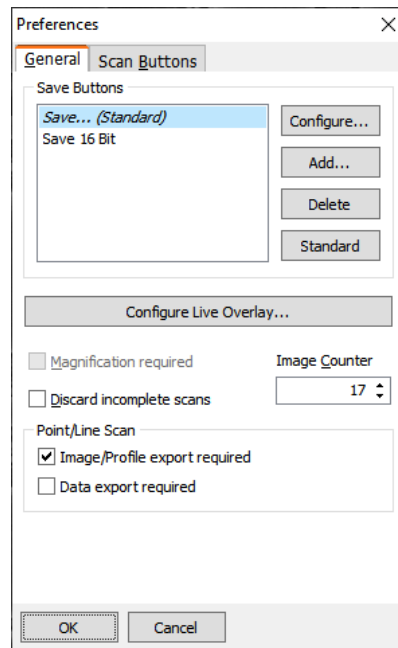 Preferences
General Scan Buttons
Save Buttons
Save... (Standard)
Save 16 Bit
Configure...
Add...
Delete
Standard
Configure Live Overlay...
Magnification required
Image Counter
Discard incomplete scans
17
Point/Line Scan
Image/Profile export required
Data export required
OK Cancel